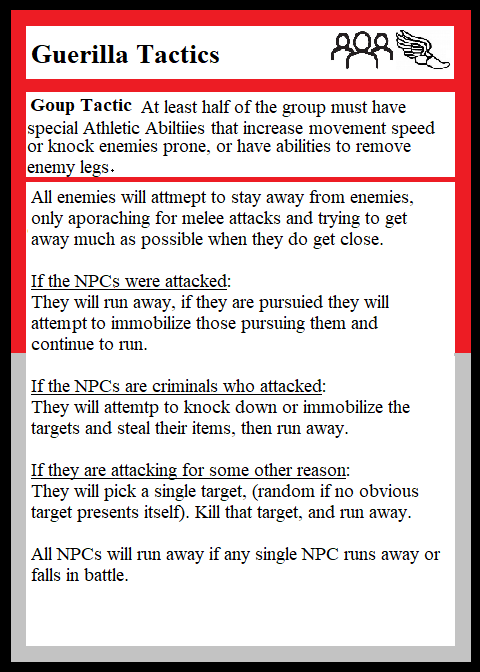 Guerilla Tactics
Goup Tactic At least half of the group must have
special Athletic Abiltiies that increase movement speed
or knock enemies prone, or have abilities to remove
enemy legs.
All enemies will attmept to stay away from enemies,
only aporaching for melee attacks and trying to get
away much as possible when they do get close.
If the NPCs were attacked:
They will run away, if they are pursuied they will
attempt to immobilize those pursuing them and
continue to run.
If the NPCs are criminals who attacked:
They will attemtp to knock down or immobilize the
targets and steal their items, then run away.
If they are attacking for some other reason:
They will pick a single target, (random if no obvious
target presents itself). Kill that target, and run away.
All NPCs will run away if any single NPC runs away or
falls in battle.